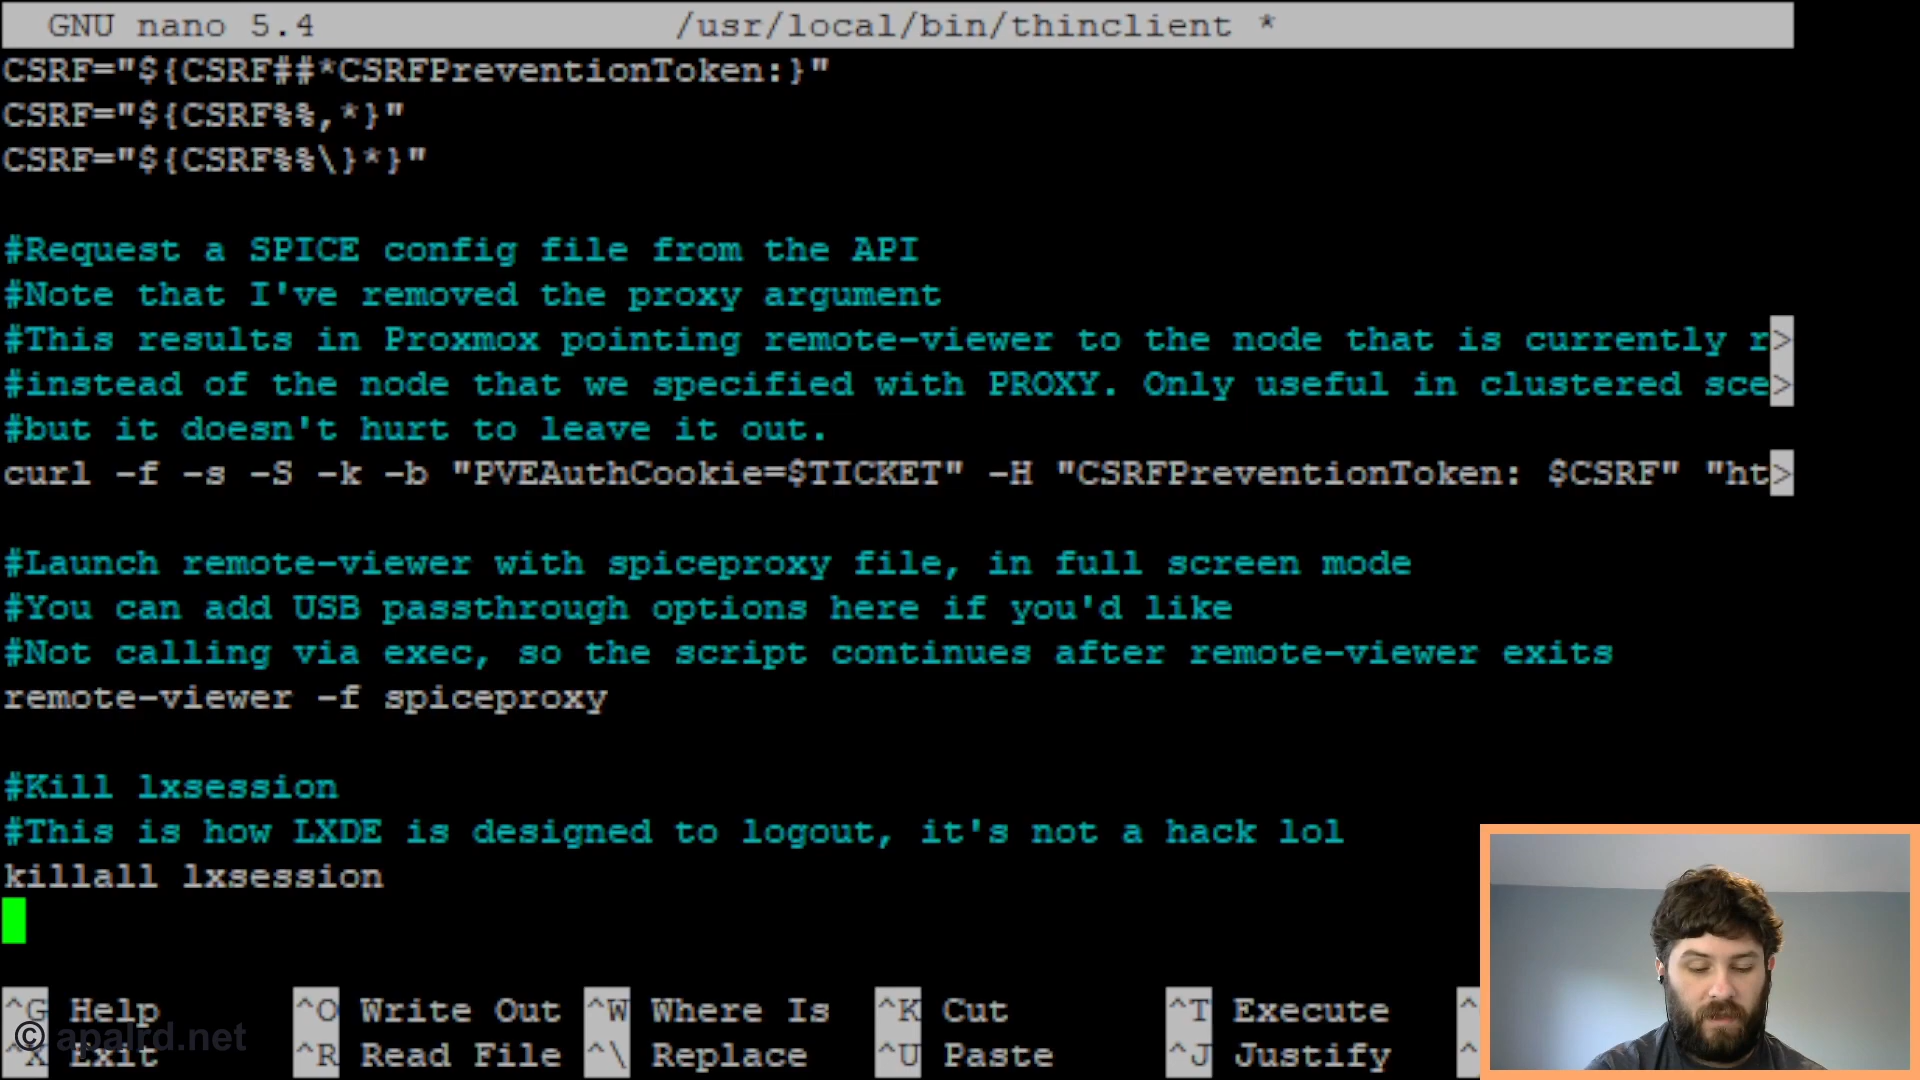 GNU nano 5.4 /usr/local/bin/thinclient *
CSRF="${CSRF##*CSRFPreventionToken:}"
CSRF="${CSRF%%,*}"
CSRF="${CSRF%%\}*}"
#Request a SPICE config file from the API
#Note that I've removed the proxy argument
#This results in Proxmox pointing remote-viewer to the node that is currently r>
#instead of the node that we specified with PROXY. Only useful in clustered sce>
#but it doesn't hurt to leave it out.
curl -f -s -S -k -b "PVEAuthCookie=$TICKET" -H "CSRFPreventionToken: $CSRF" "ht>
#Launch remote-viewer with spiceproxy file, in full screen mode
#You can add USB passthrough options here if you'd like
#Not calling via exec, so the script continues after remote-viewer exits
remote-viewer -f spiceproxy
#Kill lxsession
#This is how LXDE is designed to logout, it's not a hack lol
killall lxsession
^G Help ^O Write Out ^W Where Is ^K Cut ^T Execute ^
^X Exit ^R Read File ^\ Replace ^U Paste ^J Justify ^
© apalrd.net